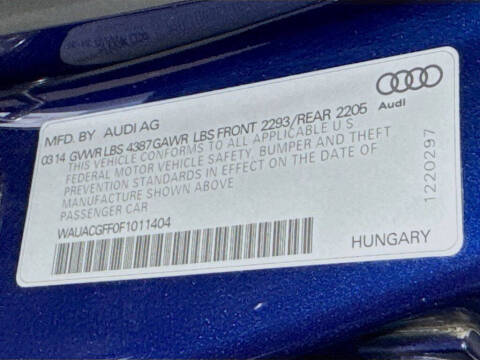 MFD. BY AUDI AG
0314 GVWR LBS 4387GAWR LBS FRONT 2293/REAR 2205
THIS VEHICLE CONFORMS TO ALL APPLICABLE U S
FEDERAL MOTOR VEHICLE SAFETY, BUMPER AND THEFT
PREVENTION STANDARDS IN EFFECT ON THE DATE OF
MANUFACTURE SHOWN ABOVE
PASSENGER CAR
WAUACGFF0F1011404
Audi
1220297
HUNGARY